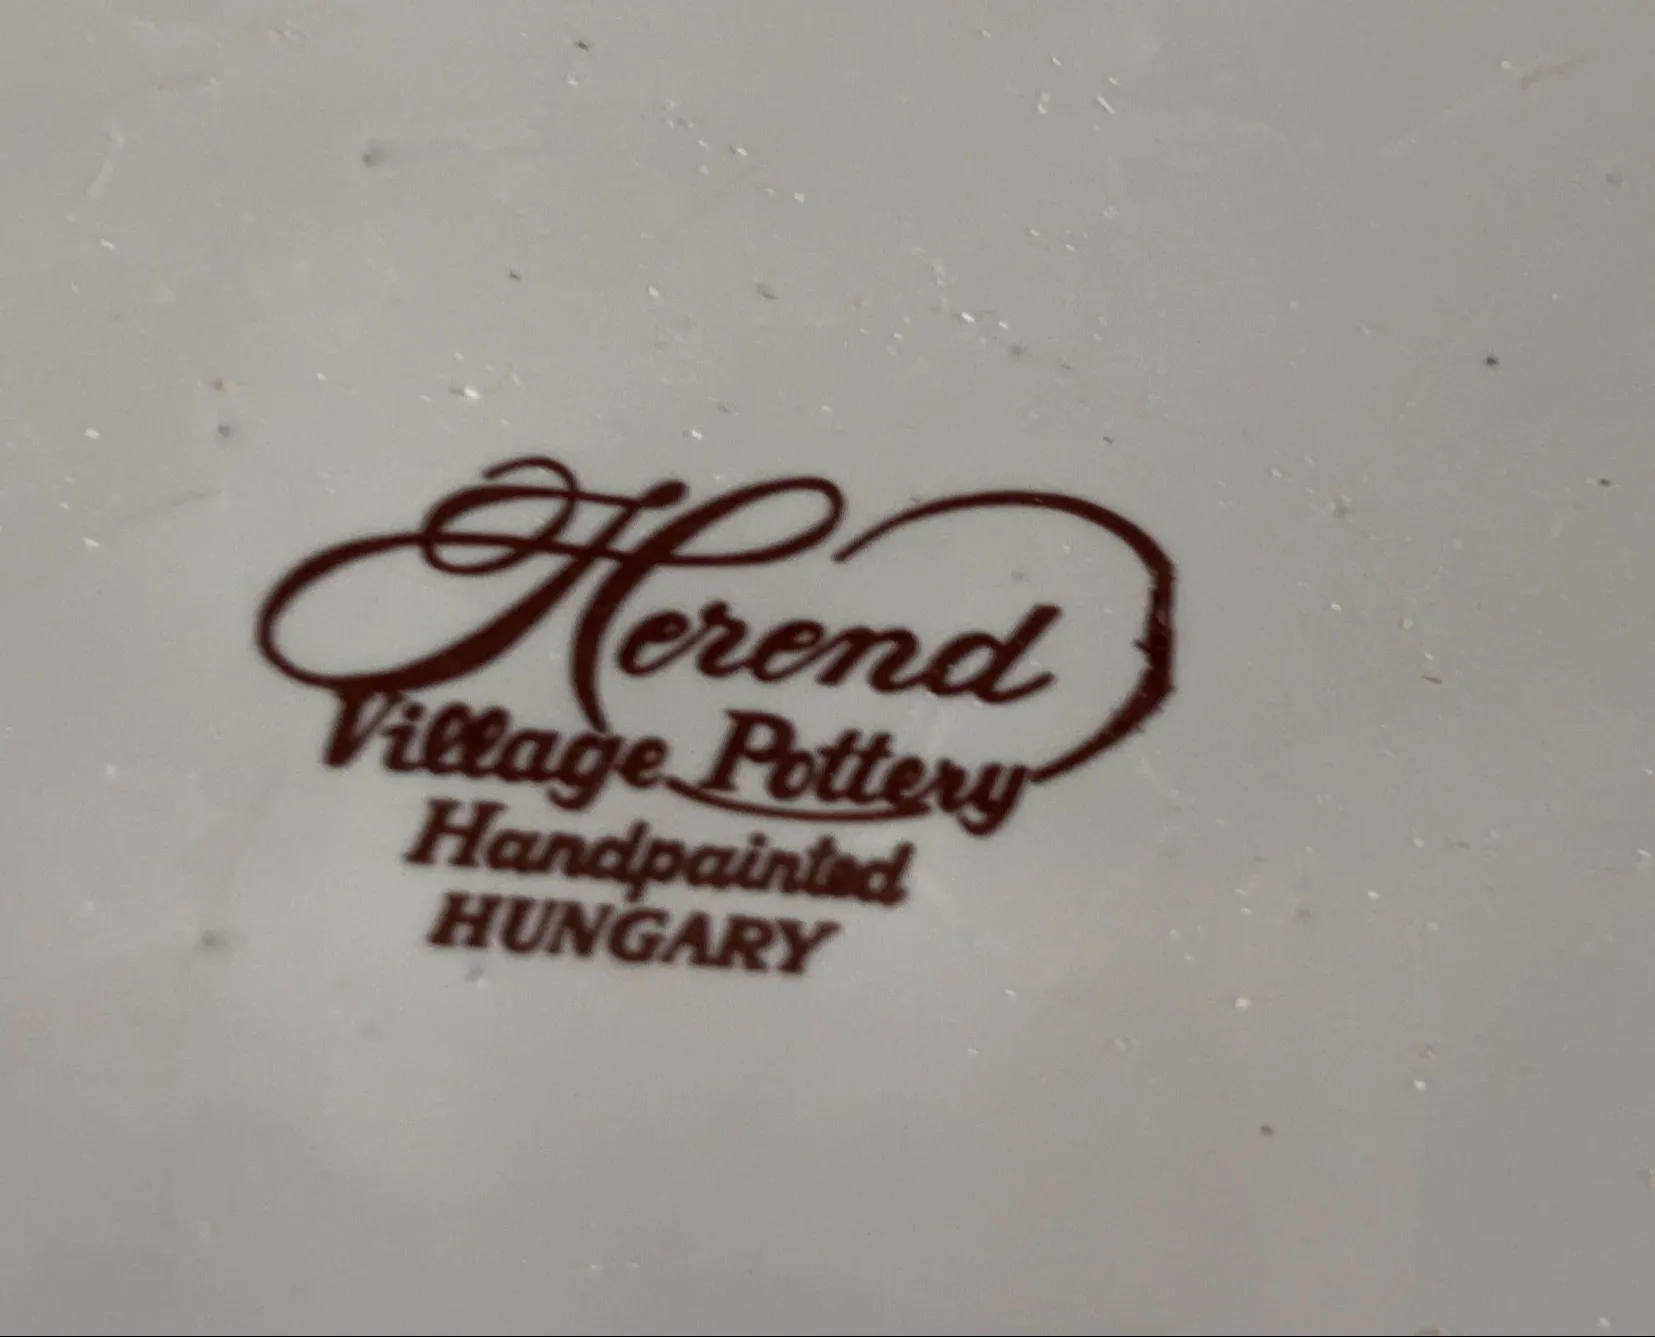 Herend
Village Pottery
Handpainted
HUNGARY